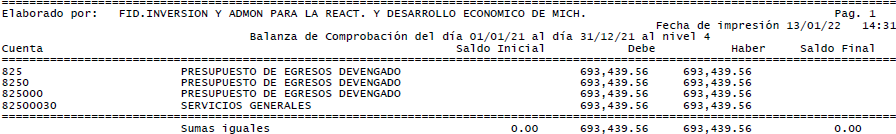 ================================================================================
Elaborado por:   FID.INVERSION Y ADMON PARA LA REACT. Y DESARROLLO ECONOMICO DE MICH.   Pag. 1
Fecha de impresión 13/01/22   14:31
Balanza de Comprobación del día 01/01/21 al día 31/12/21 al nivel 4
Cuenta   Saldo Inicial   Debe   Haber   Saldo Final
================================================================================
825   PRESUPUESTO DE EGRESOS DEVENGADO   693,439.56   693,439.56
8250   PRESUPUESTO DE EGRESOS DEVENGADO   693,439.56   693,439.56
825000   PRESUPUESTO DE EGRESOS DEVENGADO   693,439.56   693,439.56
82500030   SERVICIOS GENERALES   693,439.56   693,439.56
================================================================================
Sumas iguales   0.00   693,439.56   693,439.56   0.00